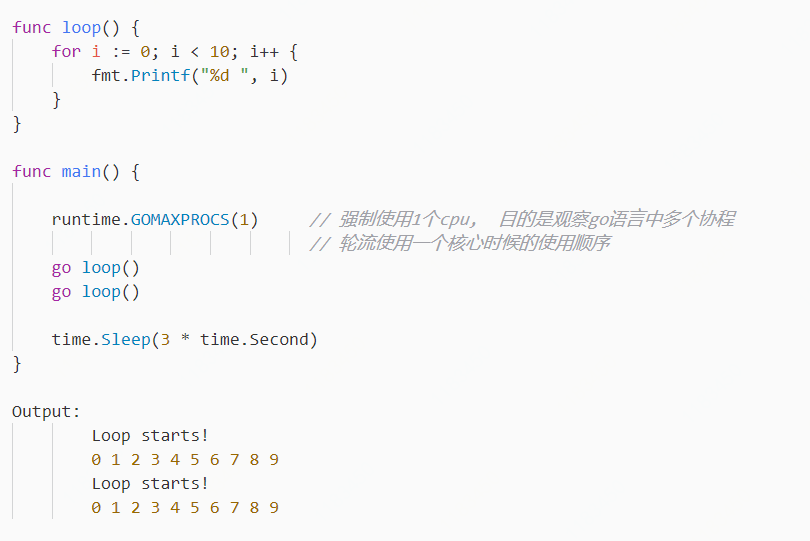 func loop() {
    for i := 0; i < 10; i++ {
        fmt.Printf("%d ", i)
    }
}
func main() {
    runtime.GOMAXPROCS(1)     // 强制使用1个cpu, 目的是观察go语言中多个协程
                              // 轮流使用一个核心时候的使用顺序
    go loop()
    go loop()
    time.Sleep(3 * time.Second)
}
Output:
        Loop starts!
        0 1 2 3 4 5 6 7 8 9
        Loop starts!
        0 1 2 3 4 5 6 7 8 9